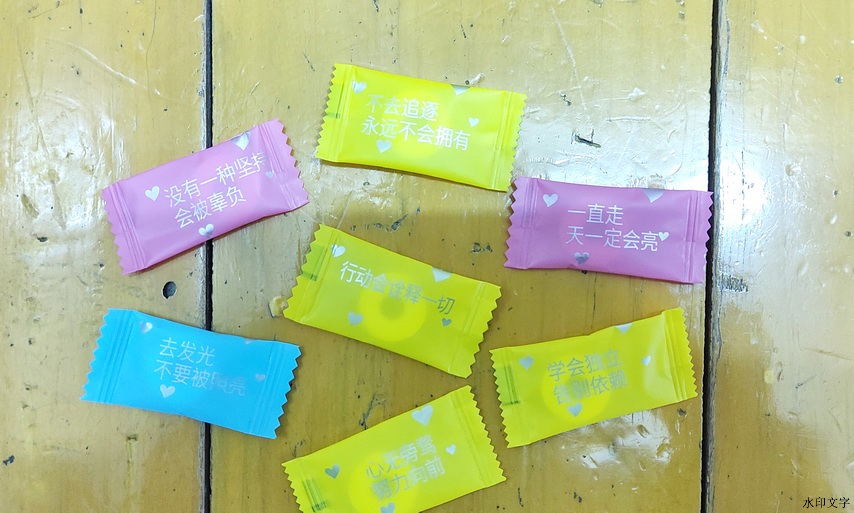 不去追逐
永远不会拥有
没有一种坚持
会被辜负
一直走
天一定会亮
行动会诠释一切
去发光
不要被照亮
学会独立
告别依赖
心无旁骛
努力向前
水印文字